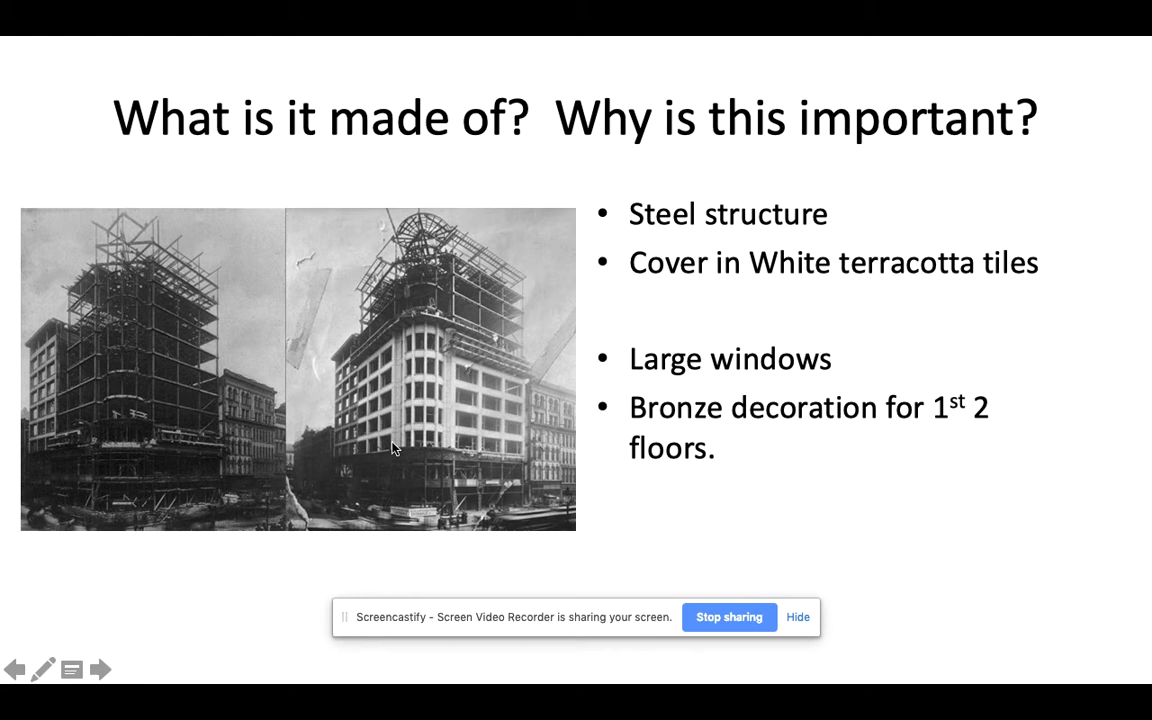 What is it made of?  Why is this important?
• Steel structure
• Cover in White terracotta tiles
• Large windows
• Bronze decoration for 1st 2
floors.
Screencastify - Screen Video Recorder is sharing your screen.
Stop sharing
Hide